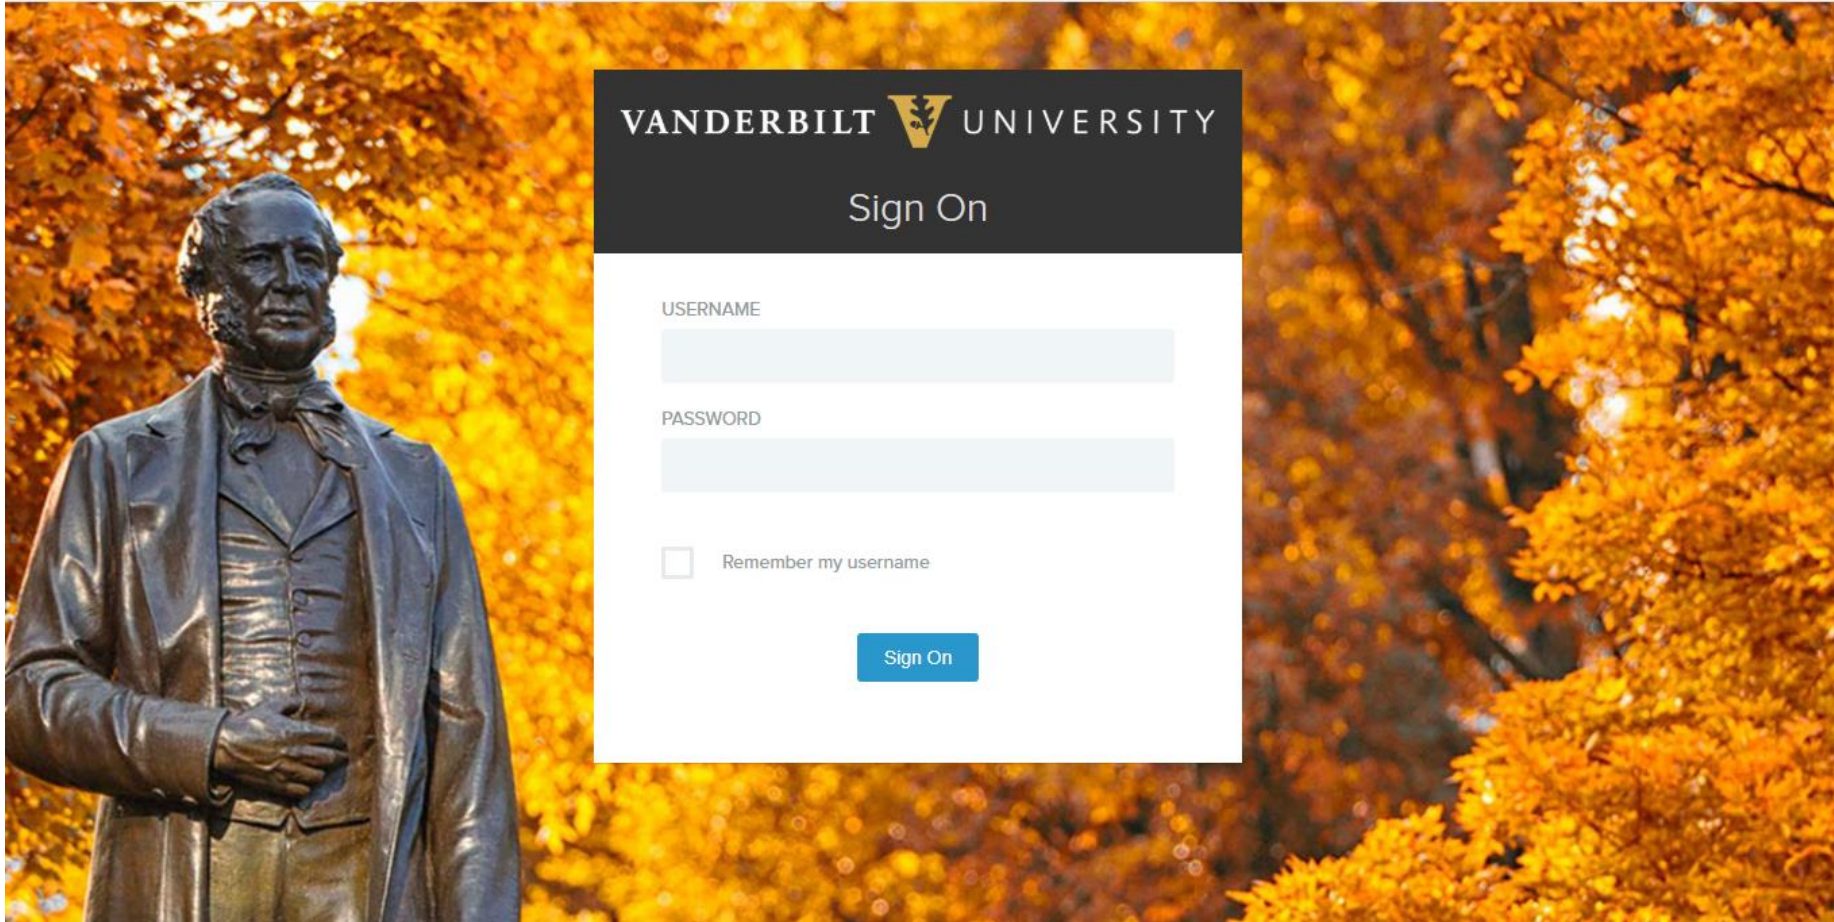 VANDERBILT V UNIVERSITY
Sign On
USERNAME
PASSWORD
Remember my username
Sign On